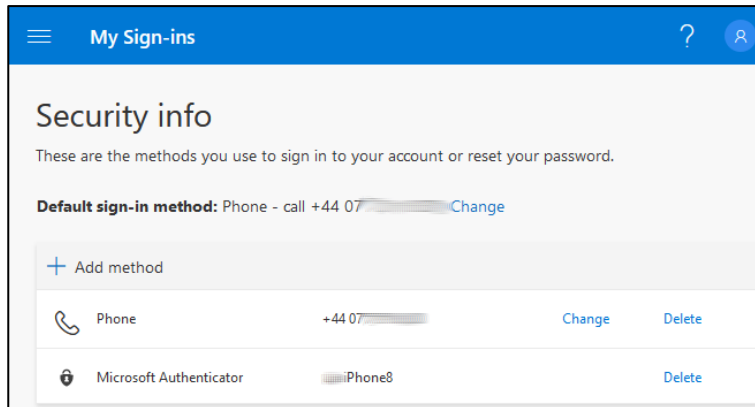 My Sign-ins ?
Security info
These are the methods you use to sign in to your account or reset your password.
Default sign-in method: Phone - call +44 07 Change
+ Add method
Phone +44 07 Change Delete
Microsoft Authenticator iPhone8 Delete